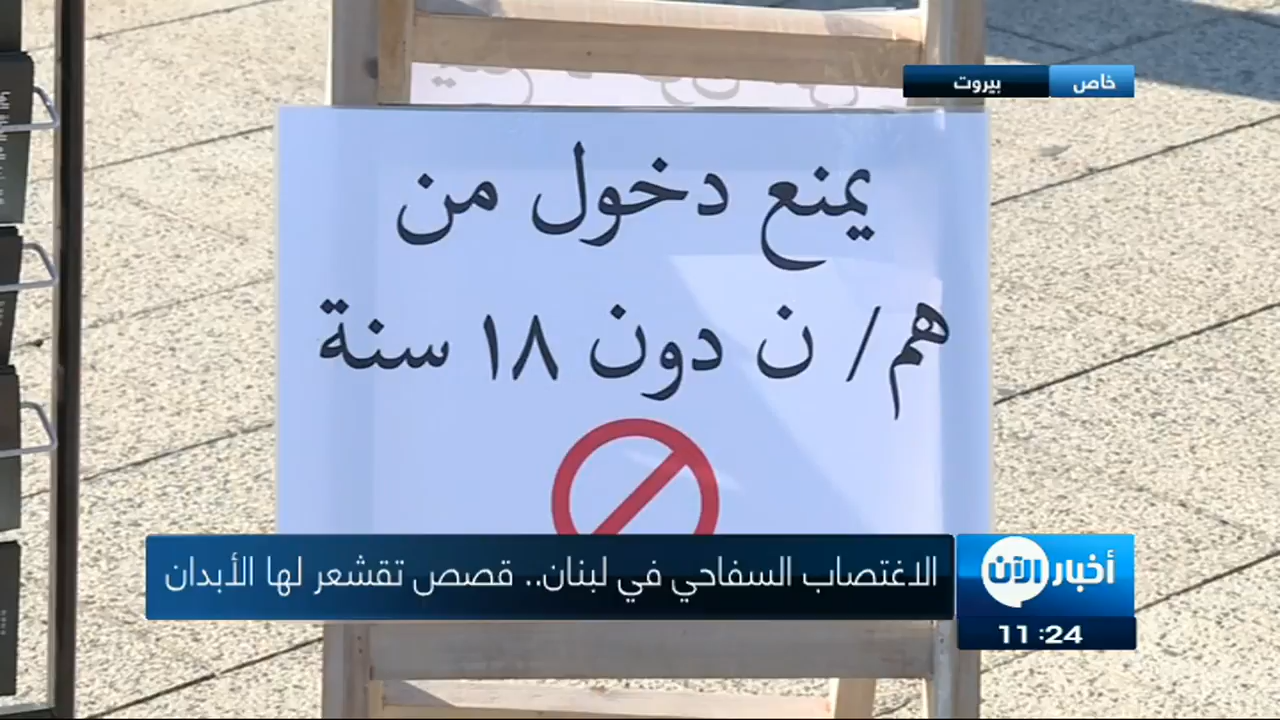 خاص
بيروت
يمنع دخول من
هم/ ن دون ١٨ سنة
الاغتصاب السفاحي في لبنان.. قصص تقشعر لها الأبدان
أخبار الآن
11:24